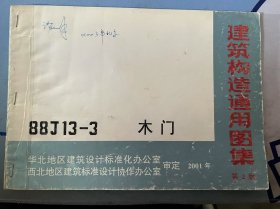 建筑构造通用图集
88J13-3 木门
华北地区建筑设计标准化办公室
西北地区建筑标准设计协作办公室
审定 2001年